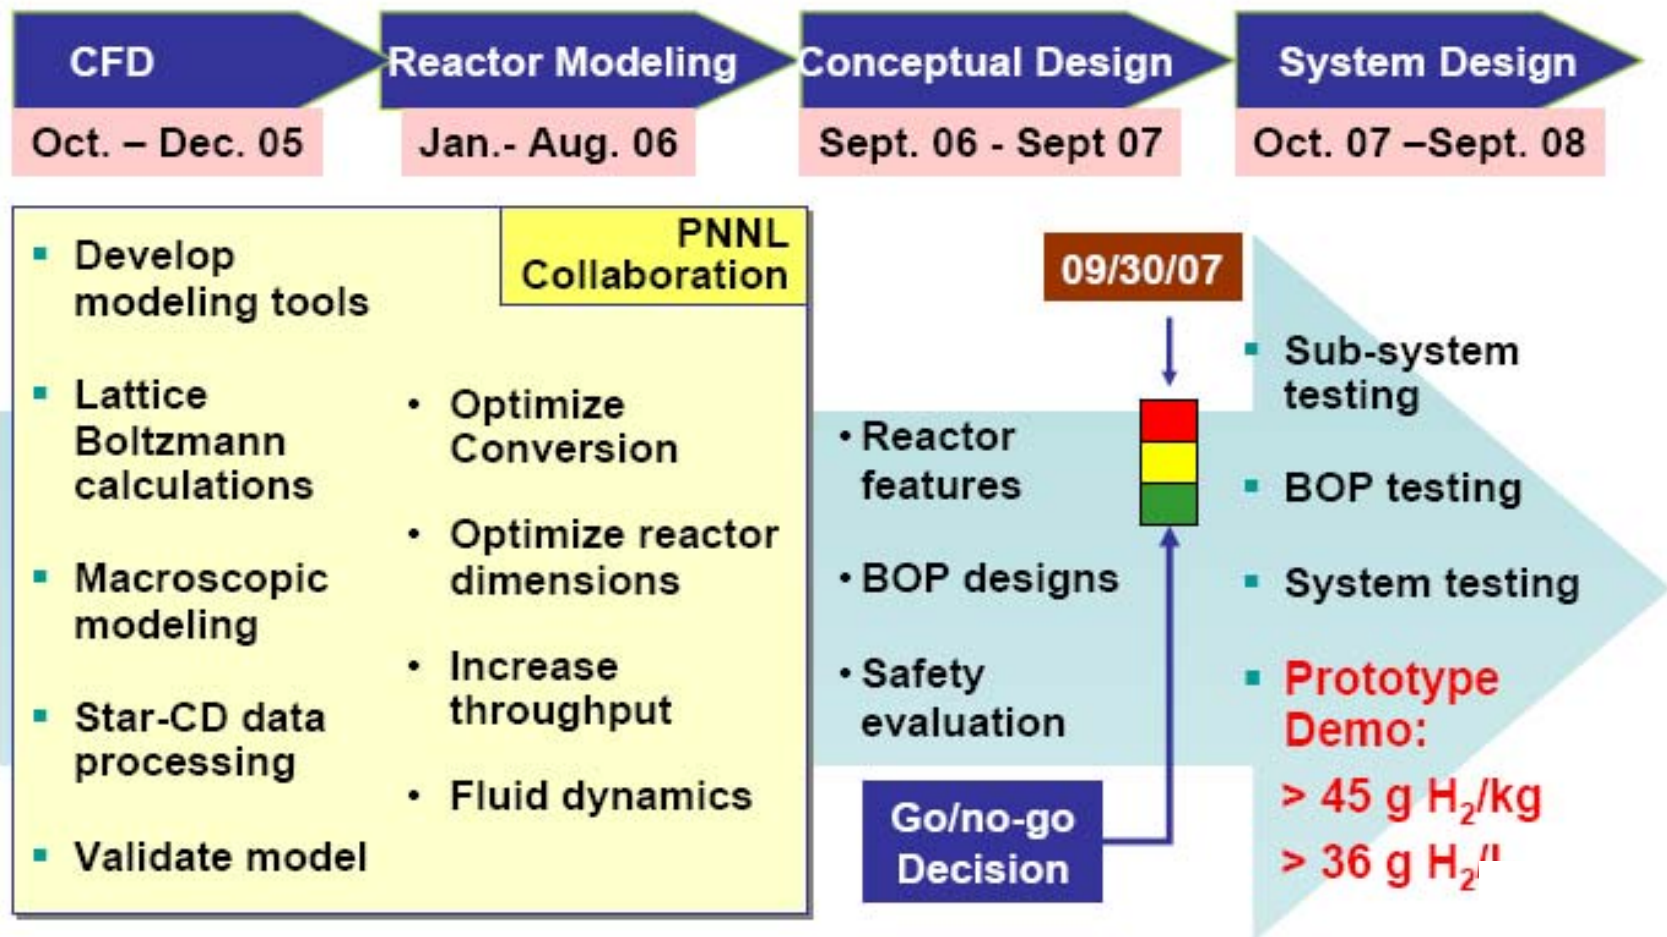 CFD
Reactor Modeling
Conceptual Design
System Design
Oct. – Dec. 05
Jan.- Aug. 06
Sept. 06 - Sept 07
Oct. 07 –Sept. 08
PNNL
Collaboration
▪ Develop
modeling tools
▪ Lattice
Boltzmann
calculations
▪ Macroscopic
modeling
▪ Star-CD data
processing
▪ Validate model
• Optimize
Conversion
• Optimize reactor
dimensions
• Increase
throughput
• Fluid dynamics
• Reactor
features
• BOP designs
• Safety
evaluation
09/30/07
Go/no-go
Decision
▪ Sub-system
testing
▪ BOP testing
▪ System testing
▪ Prototype
Demo:
> 45 g H₂/kg
> 36 g H₂